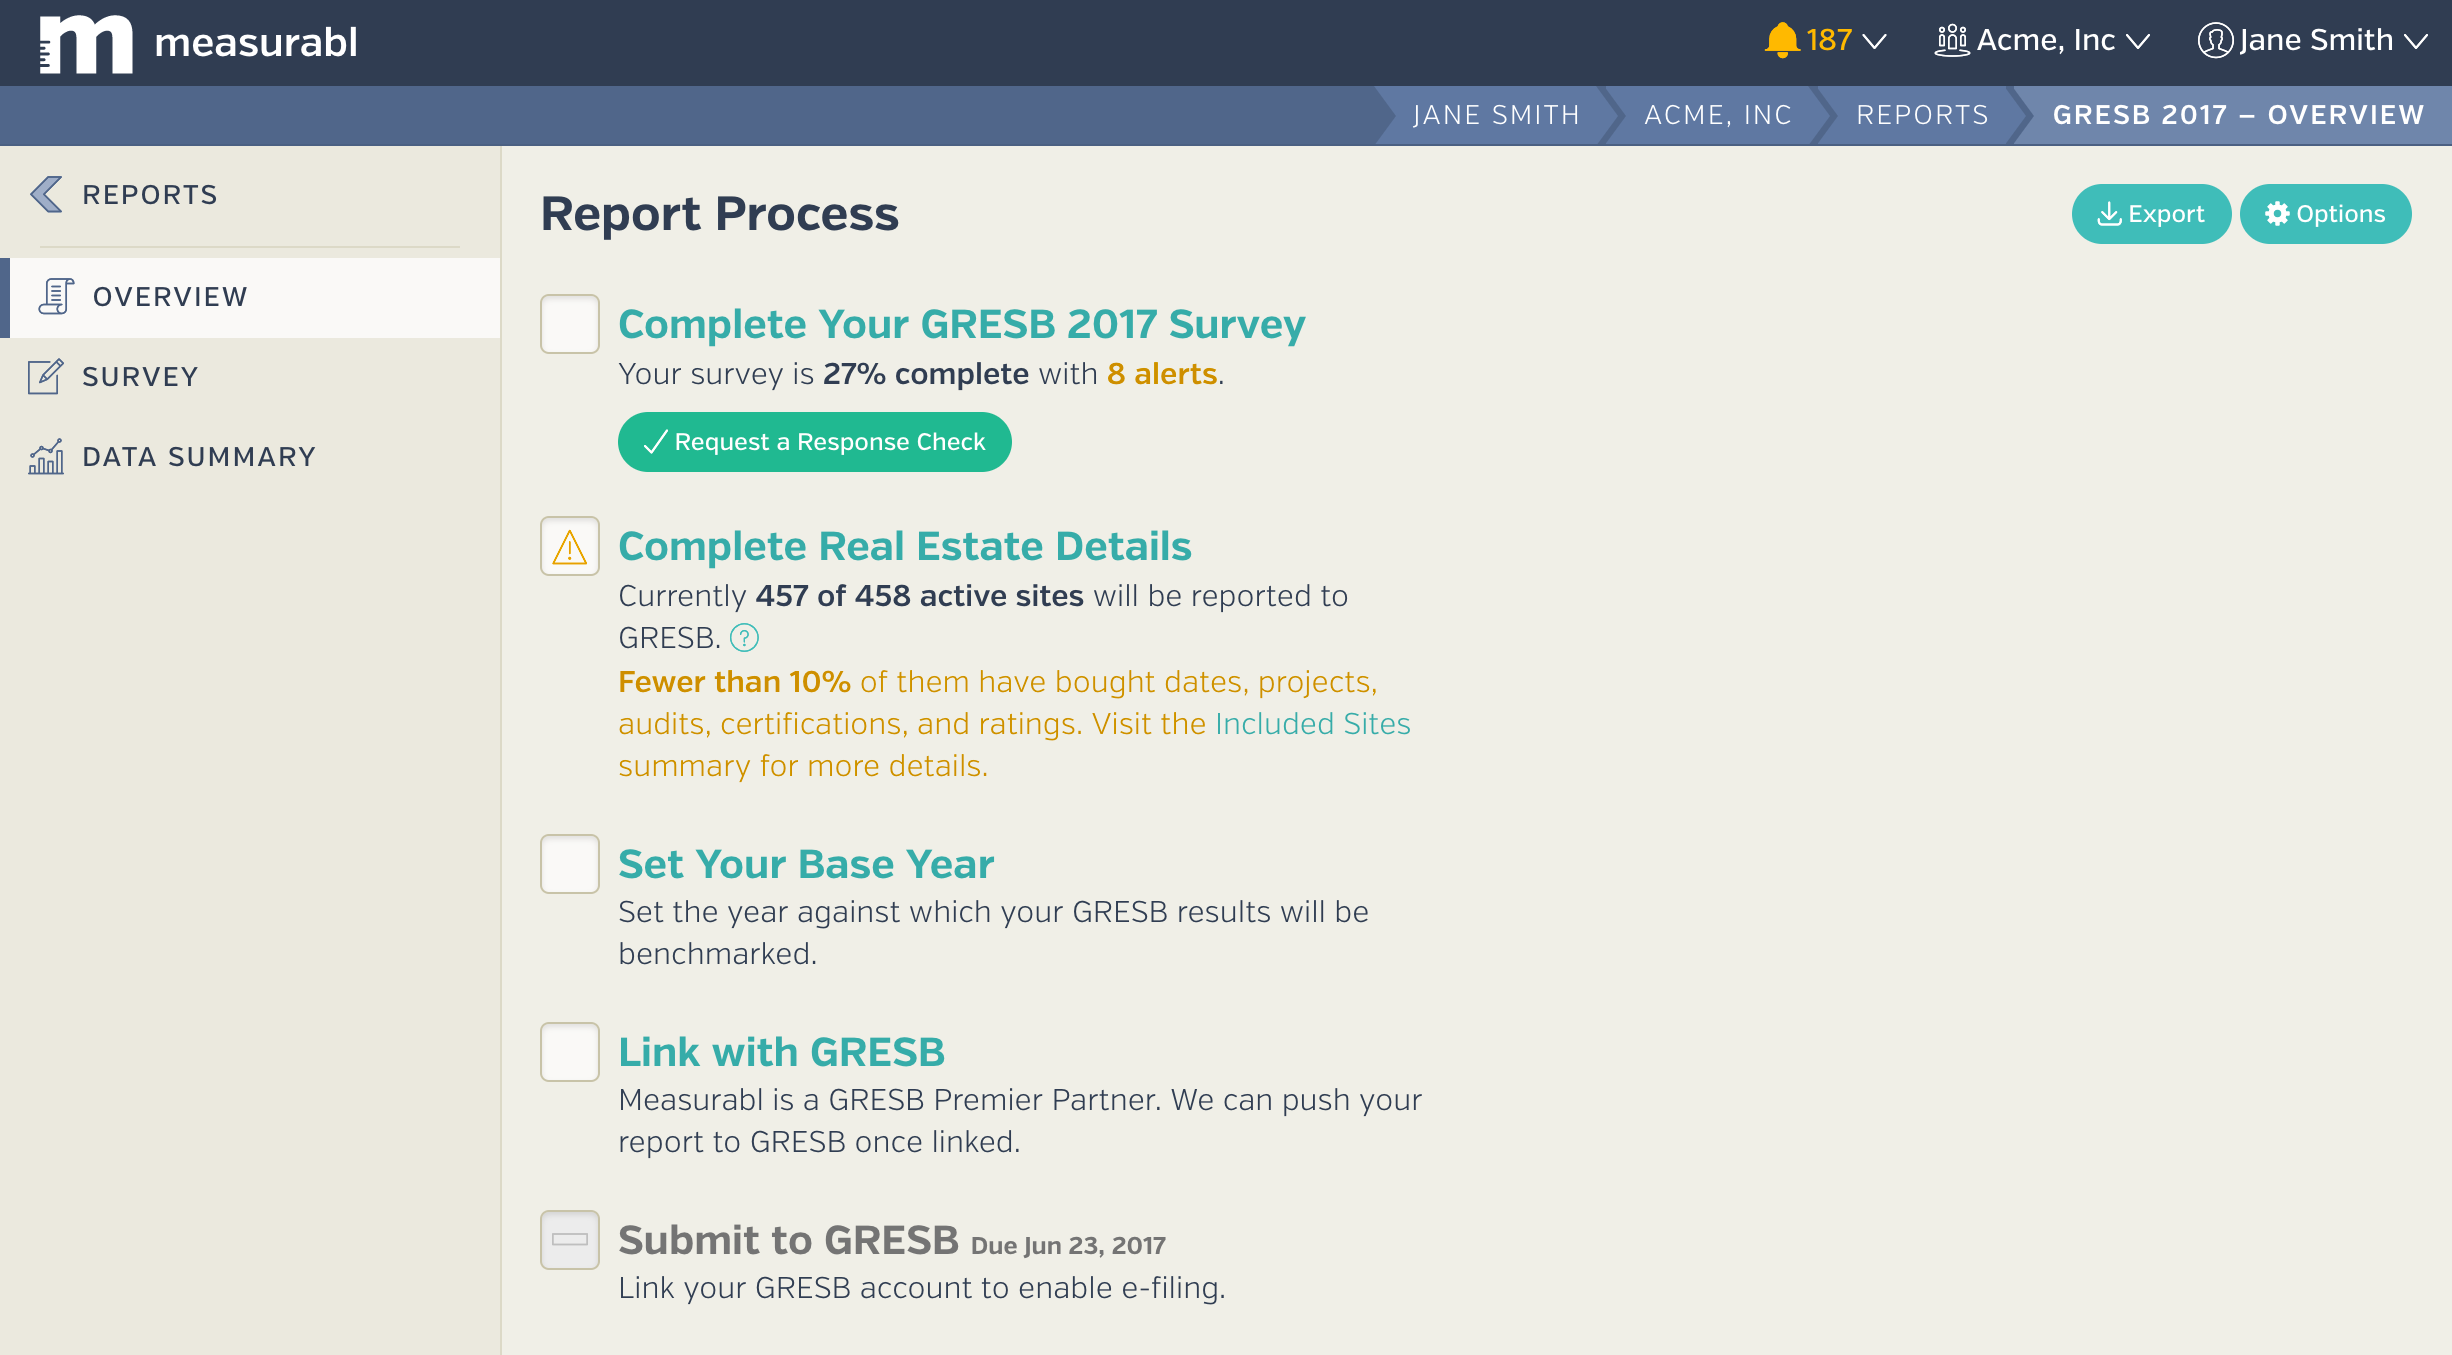 measurabl
187
Acme, Inc
Jane Smith
JANE SMITH
ACME, INC
REPORTS
GRESB 2017 – OVERVIEW
REPORTS
OVERVIEW
SURVEY
DATA SUMMARY
Report Process
Export
Options
Complete Your GRESB 2017 Survey
Your survey is 27% complete with 8 alerts.
Request a Response Check
Complete Real Estate Details
Currently 457 of 458 active sites will be reported to
GRESB. ?
Fewer than 10% of them have bought dates, projects,
audits, certifications, and ratings. Visit the Included Sites
summary for more details.
Set Your Base Year
Set the year against which your GRESB results will be
benchmarked.
Link with GRESB
Measurabl is a GRESB Premier Partner. We can push your
report to GRESB once linked.
Submit to GRESB Due Jun 23, 2017
Link your GRESB account to enable e-filing.